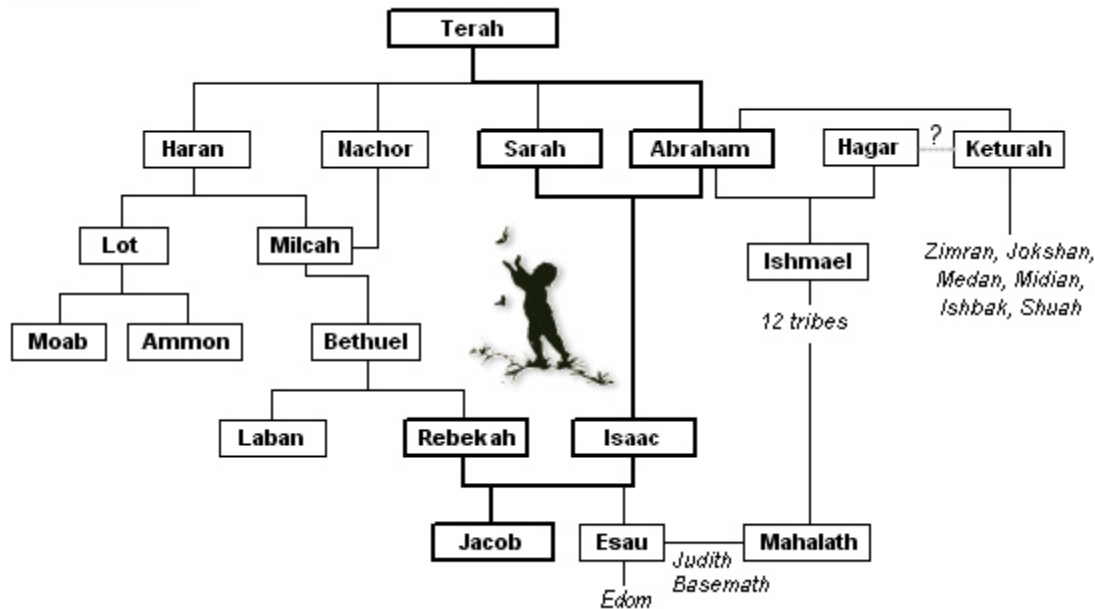 Terah
Haran
Nachor
Sarah
Abraham
Hagar
?
Keturah
Lot
Milcah
Ishmael
Zimran, Jokshan,
Medan, Midian,
Ishbak, Shuah
12 tribes
Moab
Ammon
Bethuel
Laban
Rebekah
Isaac
Jacob
Esau
Mahalath
Judith
Basemath
Edom